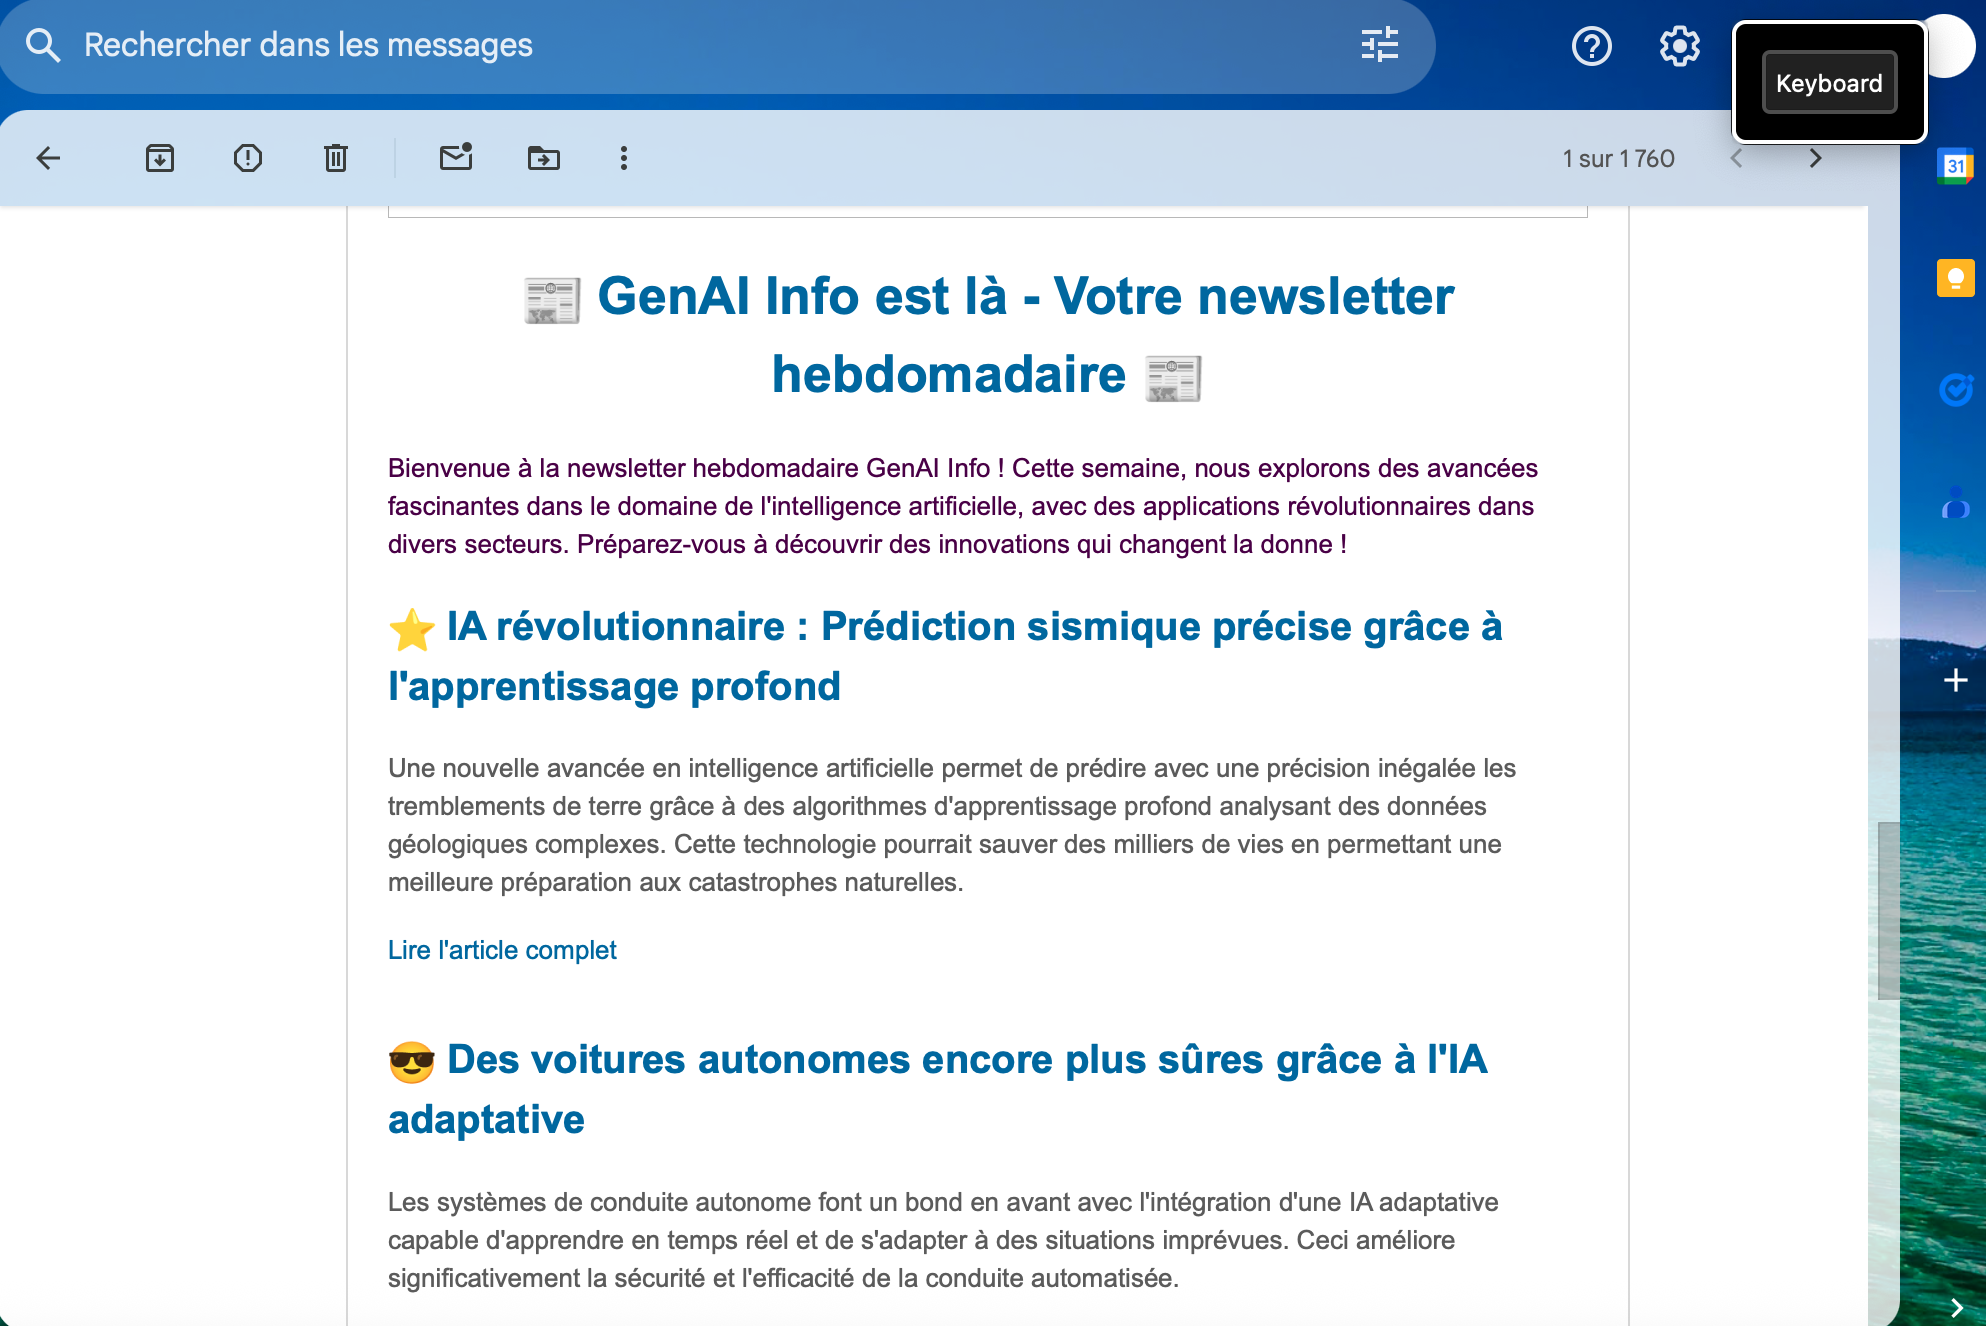 Rechercher dans les messages
Keyboard
1 sur 1 760
31
📰 GenAI Info est là - Votre newsletter
hebdomadaire 📰
Bienvenue à la newsletter hebdomadaire GenAI Info ! Cette semaine, nous explorons des avancées
fascinantes dans le domaine de l'intelligence artificielle, avec des applications révolutionnaires dans
divers secteurs. Préparez-vous à découvrir des innovations qui changent la donne !
⭐ IA révolutionnaire : Prédiction sismique précise grâce à
l'apprentissage profond
Une nouvelle avancée en intelligence artificielle permet de prédire avec une précision inégalée les
tremblements de terre grâce à des algorithmes d'apprentissage profond analysant des données
géologiques complexes. Cette technologie pourrait sauver des milliers de vies en permettant une
meilleure préparation aux catastrophes naturelles.
Lire l'article complet
😎 Des voitures autonomes encore plus sûres grâce à l'IA
adaptative
Les systèmes de conduite autonome font un bond en avant avec l'intégration d'une IA adaptative
capable d'apprendre en temps réel et de s'adapter à des situations imprévues. Ceci améliore
significativement la sécurité et l'efficacité de la conduite automatisée.